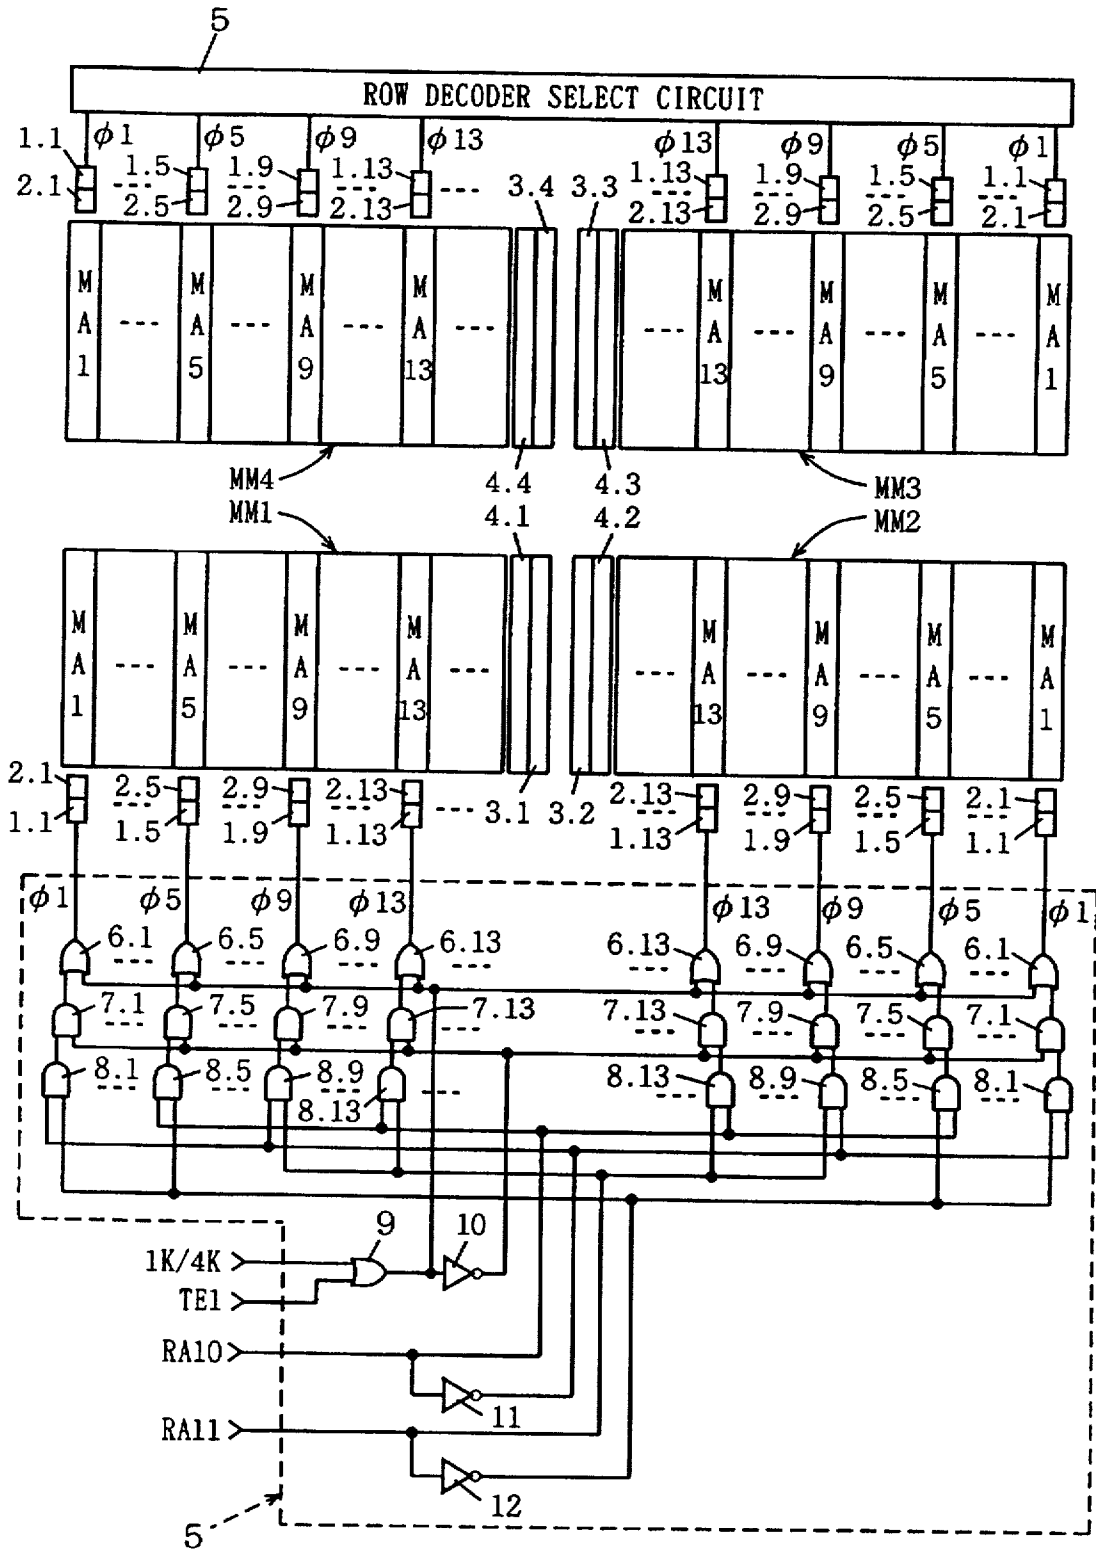 5
ROW DECODER SELECT CIRCUIT
1.1 φ1 φ5 φ9 φ13 φ13 φ9 φ5 φ1
1.5 1.9 1.13 1.13 1.9 1.5 1.1
2.1 2.5 2.9 2.13 --- 3.4 3.3 2.13 2.9 2.5 2.1
MA1 --- MA5 --- MA9 --- MA13 --- --- MA13 --- MA9 --- MA5 --- MA1
MM4 4.4 4.3 MM3
MM1 4.1 4.2 MM2
MA1 --- MA5 --- MA9 --- MA13 --- --- MA13 --- MA9 --- MA5 --- MA1
2.1 2.5 2.9 2.13 2.13 2.9 2.5 2.1
1.1 1.5 1.9 1.13 --- 3.1 3.2 1.13 1.9 1.5 1.1
φ1 φ5 φ9 φ13 φ13 φ9 φ5 φ1
6.1 6.5 6.9 6.13 6.13 6.9 6.5 6.1
7.1 7.5 7.9 7.13 7.13 7.9 7.5 7.1
8.1 8.5 8.9 8.13 8.13 8.9 8.5 8.1
9 10
1K/4K
TE1
RA10
11
RA11
12
5